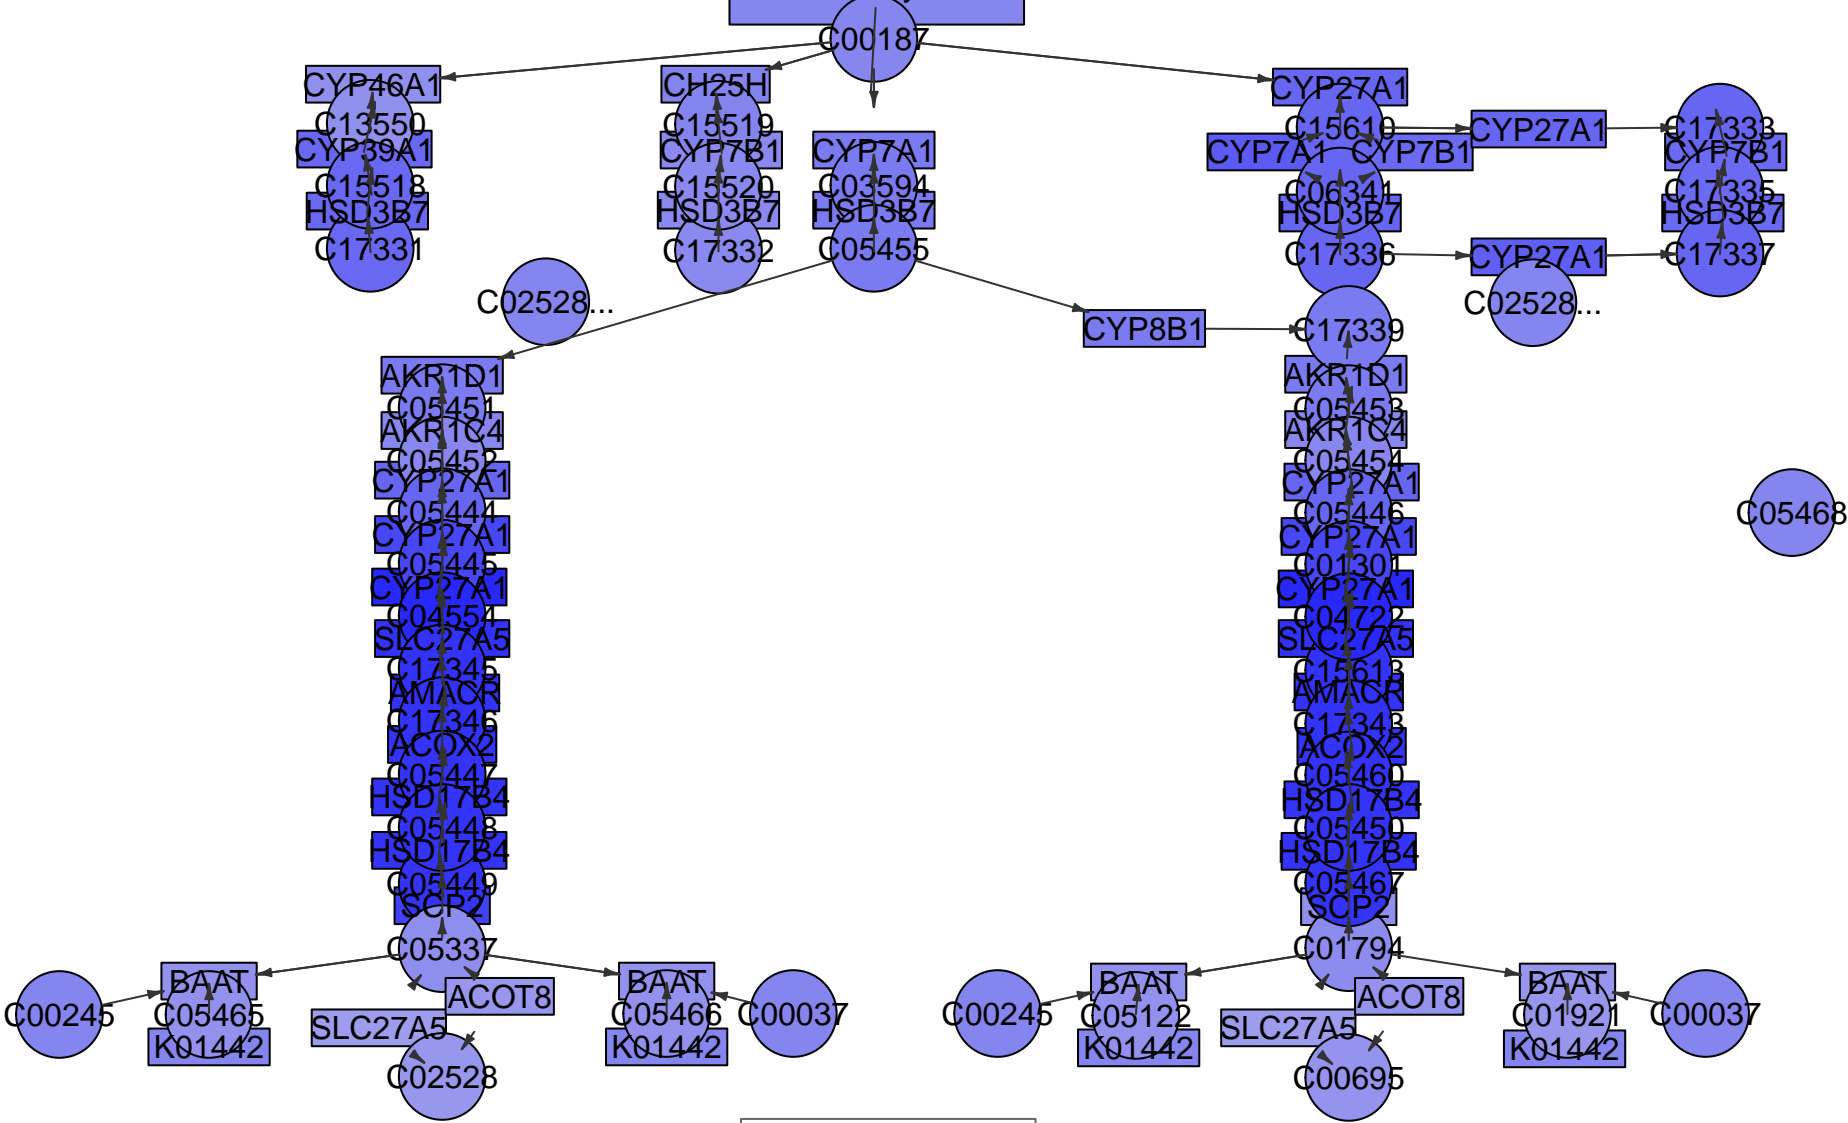 C00187
CYP46A1
CH25H
CYP27A1
C13550
C15519
C15610
CYP27A1
C17333
CYP39A1
CYP7B1
CYP7A1
CYP7A1
CYP7B1
CYP7B1
C15518
C15520
C03594
C06341
C17335
HSD3B7
HSD3B7
HSD3B7
HSD3B7
HSD3B7
C17331
C17332
C05455
C17336
CYP27A1
C17337
C02528...
C02528...
CYP8B1
C17339
AKR1D1
AKR1D1
C05451
C05453
AKR1C4
AKR1C4
C05452
C05454
CYP27A1
CYP27A1
C05444
C05446
C05468
CYP27A1
CYP27A1
C05445
C01301
CYP27A1
CYP27A1
C04554
C04722
SLC27A5
SLC27A5
C17345
C15613
AMACR
AMACR
C17346
C17343
ACOX2
ACOX2
C05447
C05460
HSD17B4
HSD17B4
C05448
C05450
HSD17B4
HSD17B4
C05449
C05467
SCP2
SCP2
C05337
C01794
BAAT
BAAT
BAAT
BAAT
ACOT8
ACOT8
C00245
C05465
C05466
C00037
C00245
C05122
C01921
C00037
SLC27A5
SLC27A5
K01442
K01442
K01442
K01442
C02528
C00695